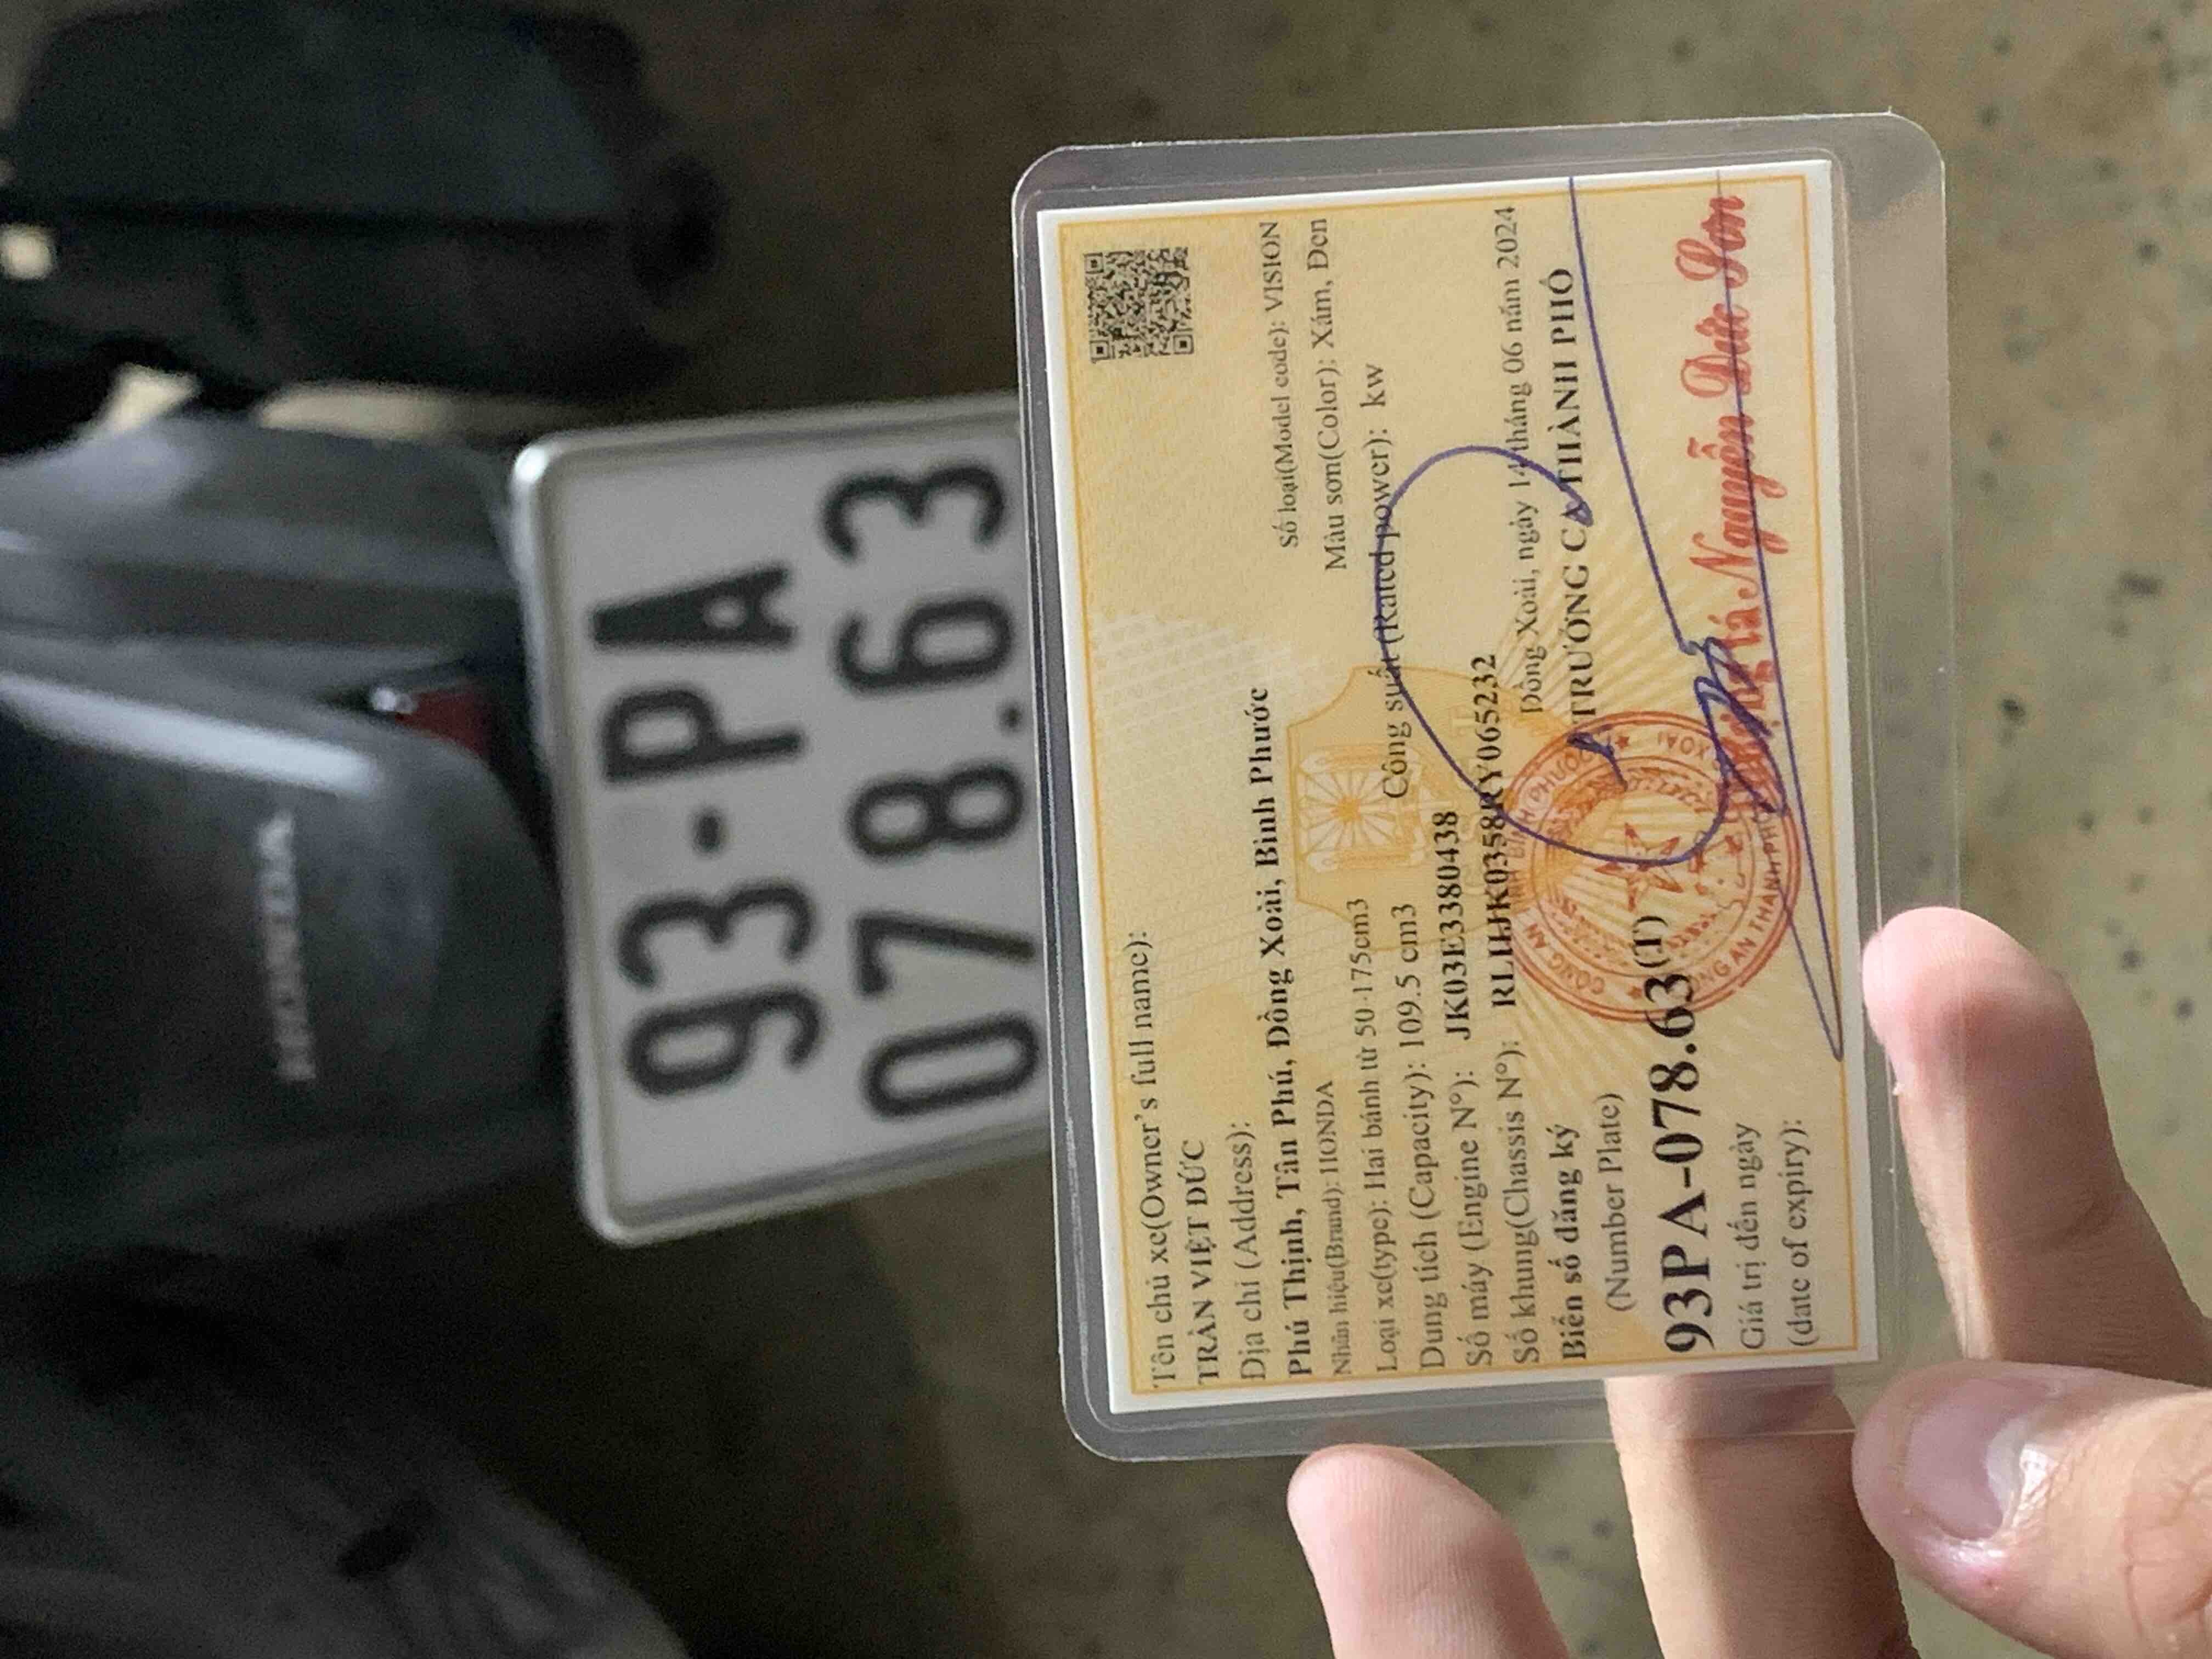 HONDA
93-PA
078.63
Tên chủ xe(Owner's full name):
TRẦN VIỆT ĐỨC
Địa chỉ (Address):
Phú Thịnh, Tân Phú, Đồng Xoài, Bình Phước
Nhãn hiệu(Brand): HONDA Số loại(Model code): VISION
Loại xe(type): Hai bánh từ 50-175cm3 Màu sơn(Color): Xám, Đen
Dung tích (Capacity): 109.5 cm3 Công suất (Rated power): kw
Số máy (Engine N°): JK03E3380438
Số khung(Chassis N°): RLHJK0358RY065232
Biển số đăng ký
(Number Plate)
93PA-078.63(T)
Giá trị đến ngày
(date of expiry):
Đồng Xoài, ngày 14 tháng 06 năm 2024
TRƯỞNG CA THÀNH PHỐ
CÔNG AN THÀNH PHỐ
Nguyễn Đức Sơn